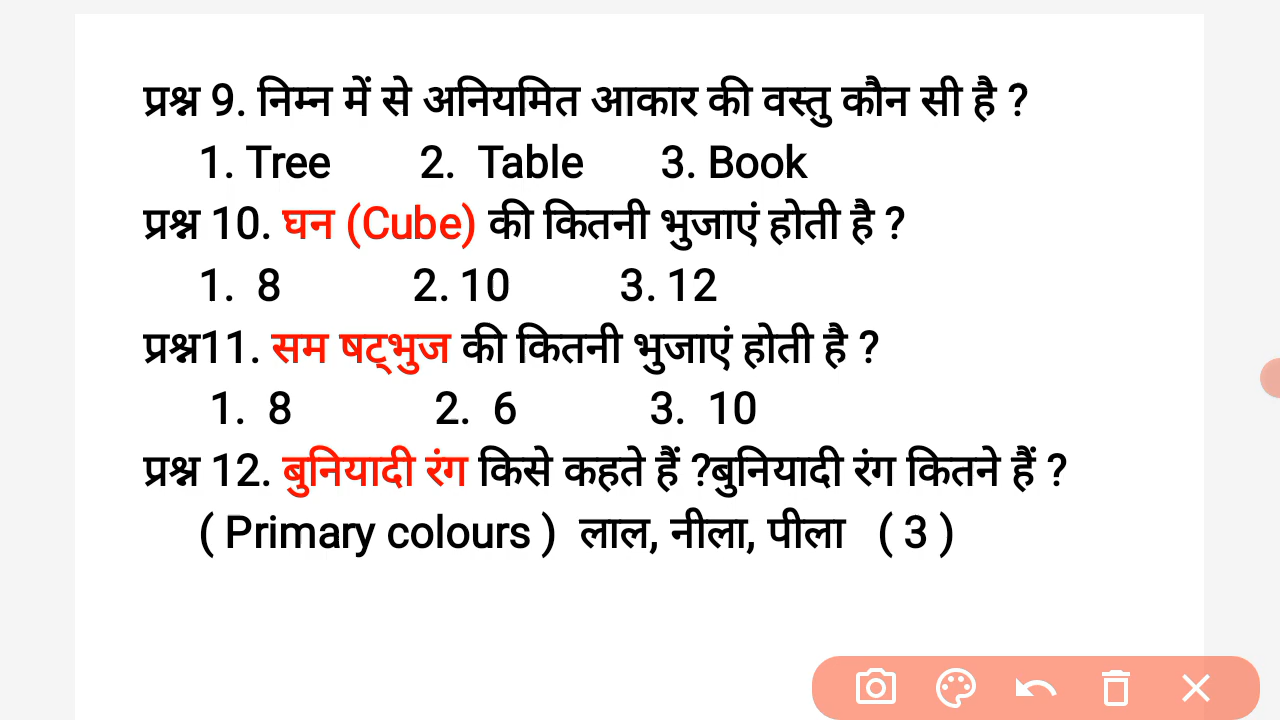 प्रश्न 9. निम्न में से अनियमित आकार की वस्तु कौन सी है ?
1. Tree 2. Table 3. Book
प्रश्न 10. घन (Cube) की कितनी भुजाएं होती है ?
1. 8 2. 10 3. 12
प्रश्न11. सम षट्भुज की कितनी भुजाएं होती है ?
1. 8 2. 6 3. 10
प्रश्न 12. बुनियादी रंग किसे कहते हैं ?बुनियादी रंग कितने हैं ?
( Primary colours ) लाल, नीला, पीला ( 3 )